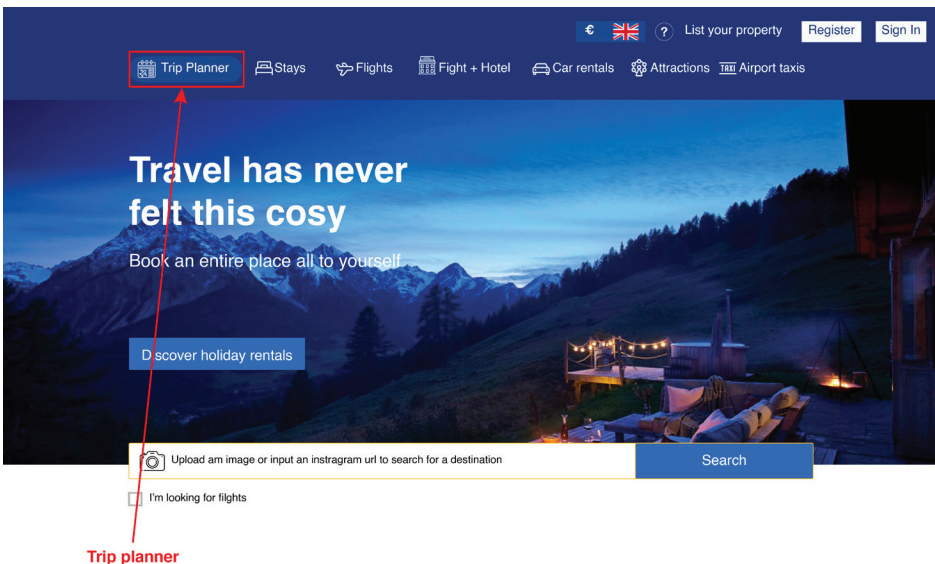 € ? List your property Register Sign In
Trip Planner Stays Flights Fight + Hotel Car rentals Attractions TAXI Airport taxis
Travel has never
felt this cosy
Book an entire place all to yourself
Discover holiday rentals
Upload am image or input an instragram url to search for a destination Search
I'm looking for filghts
Trip planner